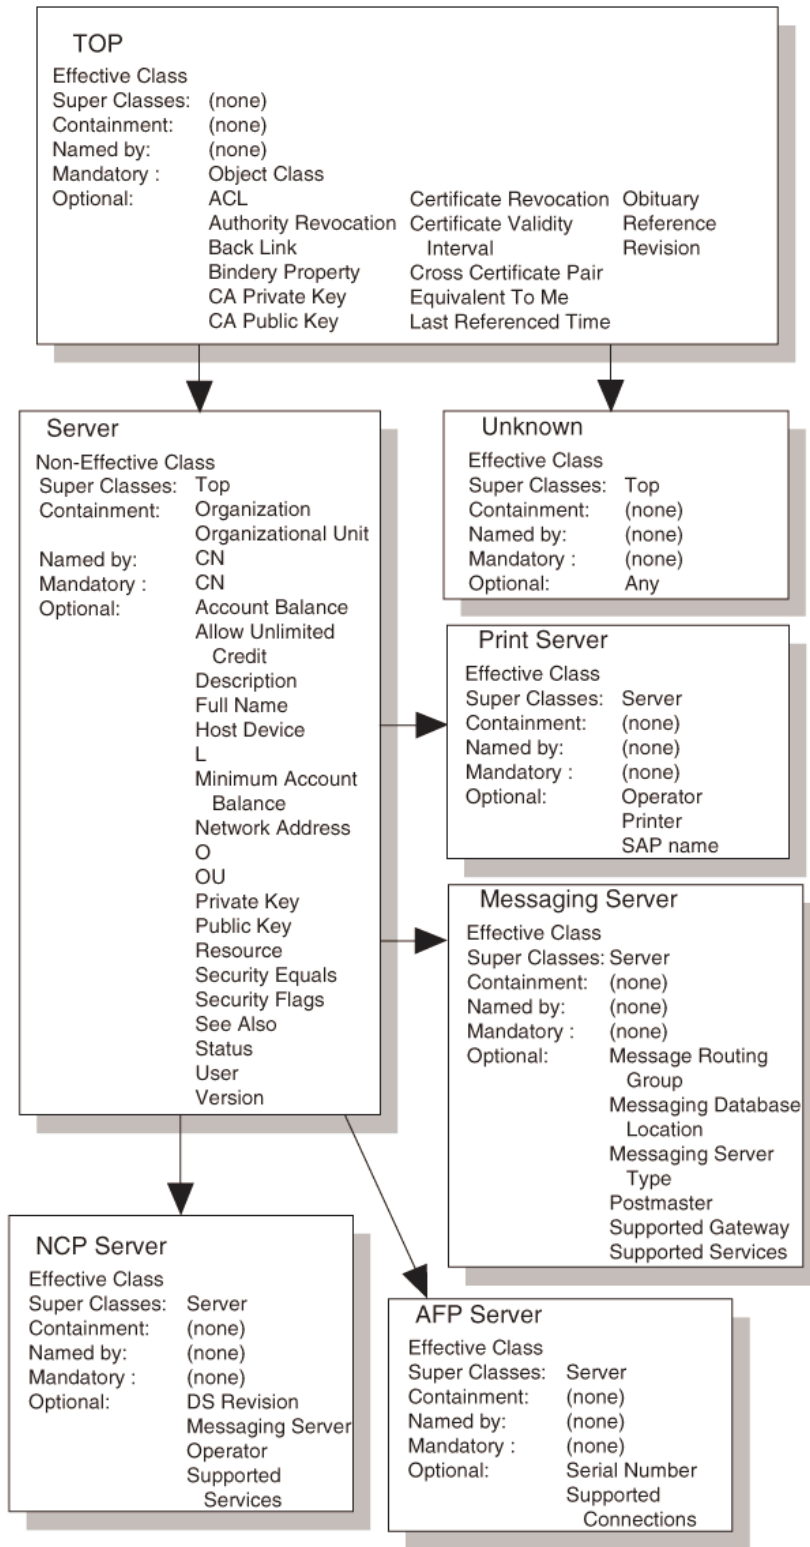 TOP
Effective Class
Super Classes: (none)
Containment: (none)
Named by: (none)
Mandatory : Object Class
Optional: ACL Certificate Revocation Obituary
Authority Revocation Certificate Validity Reference
Back Link Interval Revision
Bindery Property Cross Certificate Pair
CA Private Key Equivalent To Me
CA Public Key Last Referenced Time
Server
Non-Effective Class
Super Classes: Top
Containment: Organization
Organizational Unit
Named by: CN
Mandatory : CN
Optional: Account Balance
Allow Unlimited
Credit
Description
Full Name
Host Device
L
Minimum Account
Balance
Network Address
O
OU
Private Key
Public Key
Resource
Security Equals
Security Flags
See Also
Status
User
Version
Unknown
Effective Class
Super Classes: Top
Containment: (none)
Named by: (none)
Mandatory : (none)
Optional: Any
Print Server
Effective Class
Super Classes: Server
Containment: (none)
Named by: (none)
Mandatory : (none)
Optional: Operator
Printer
SAP name
Messaging Server
Effective Class
Super Classes: Server
Containment: (none)
Named by: (none)
Mandatory : (none)
Optional: Message Routing
Group
Messaging Database
Location
Messaging Server
Type
Postmaster
Supported Gateway
Supported Services
NCP Server
Effective Class
Super Classes: Server
Containment: (none)
Named by: (none)
Mandatory : (none)
Optional: DS Revision
Messaging Server
Operator
Supported
Services
AFP Server
Effective Class
Super Classes: Server
Containment: (none)
Named by: (none)
Mandatory : (none)
Optional: Serial Number
Supported
Connections